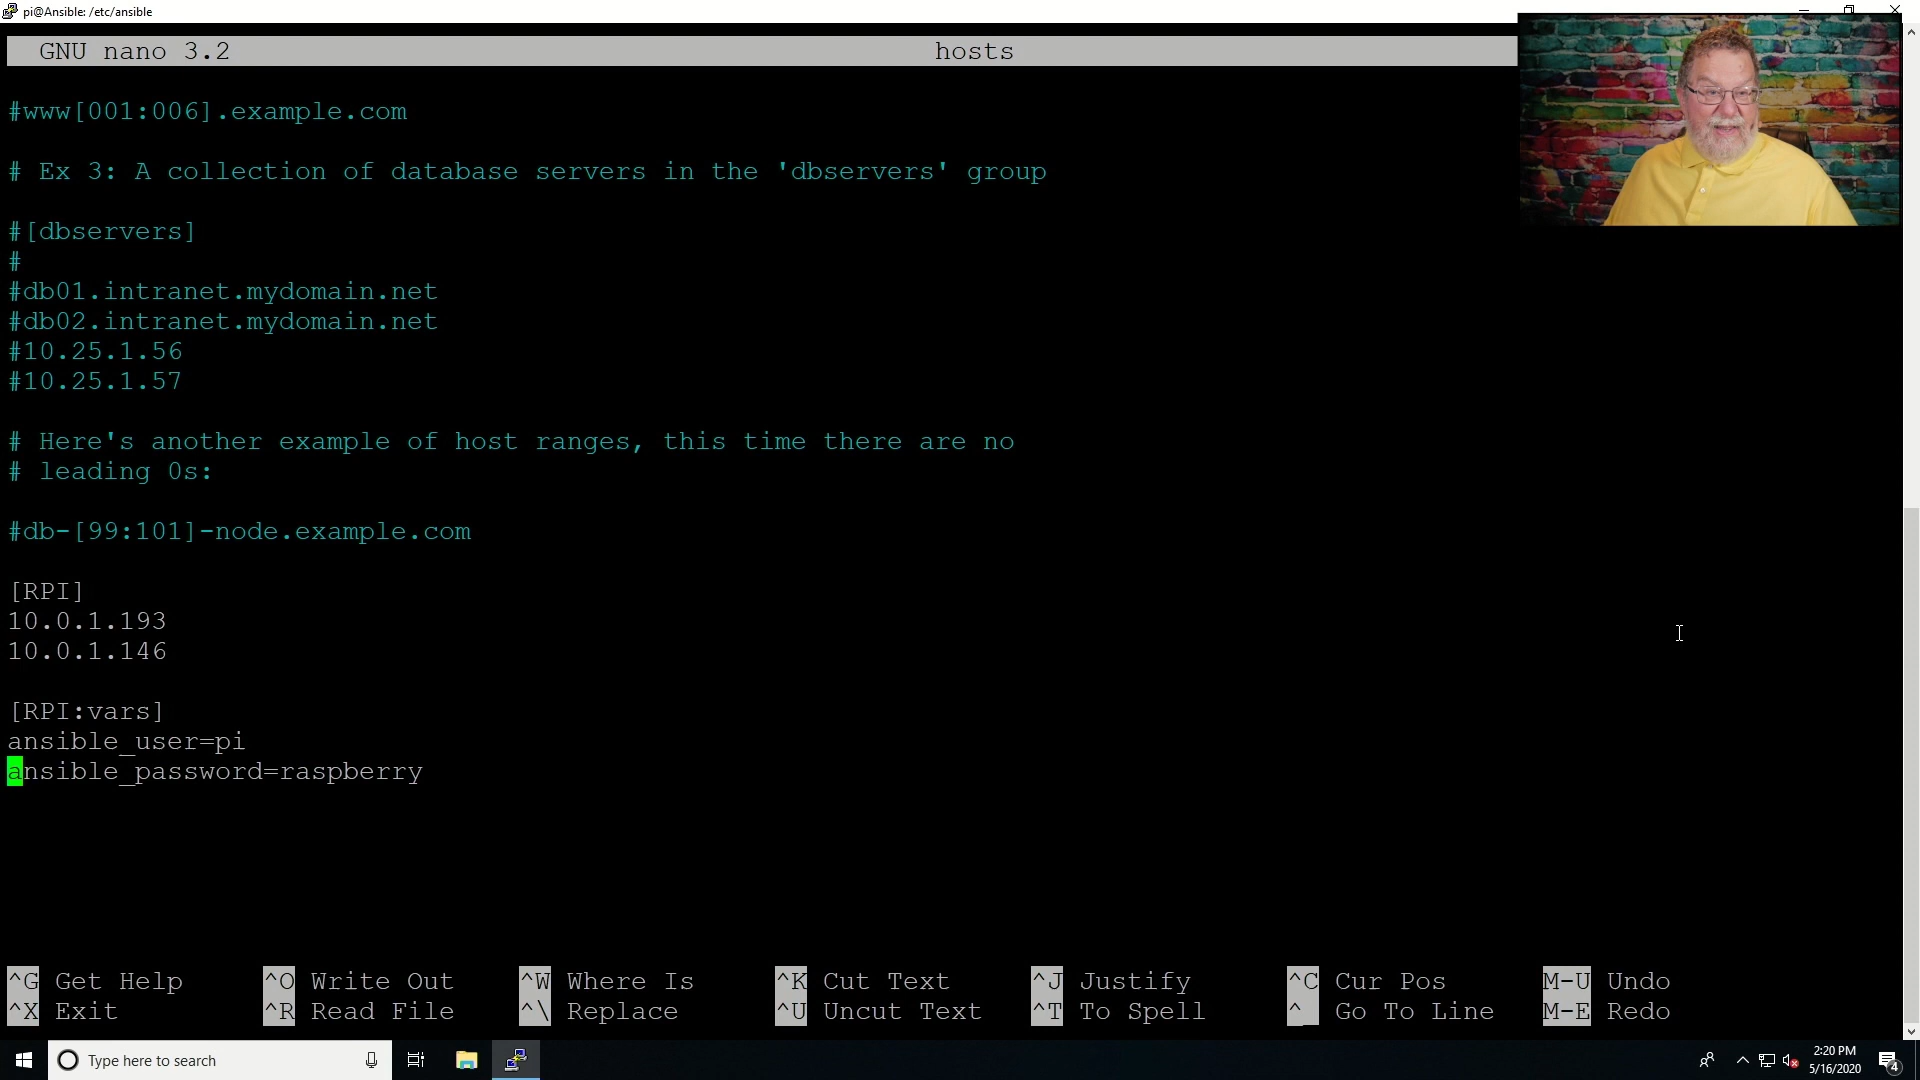 pi@Ansible: /etc/ansible
GNU nano 3.2 hosts
#www[001:006].example.com
# Ex 3: A collection of database servers in the 'dbservers' group
#[dbservers]
#
#db01.intranet.mydomain.net
#db02.intranet.mydomain.net
#10.25.1.56
#10.25.1.57
# Here's another example of host ranges, this time there are no
# leading 0s:
#db-[99:101]-node.example.com
[RPI]
10.0.1.193
10.0.1.146
[RPI:vars]
ansible_user=pi
ansible_password=raspberry
^G Get Help ^O Write Out ^W Where Is ^K Cut Text ^J Justify ^C Cur Pos M-U Undo
^X Exit ^R Read File ^\ Replace ^U Uncut Text ^T To Spell ^_ Go To Line M-E Redo
Type here to search
2:20 PM
5/16/2020
4